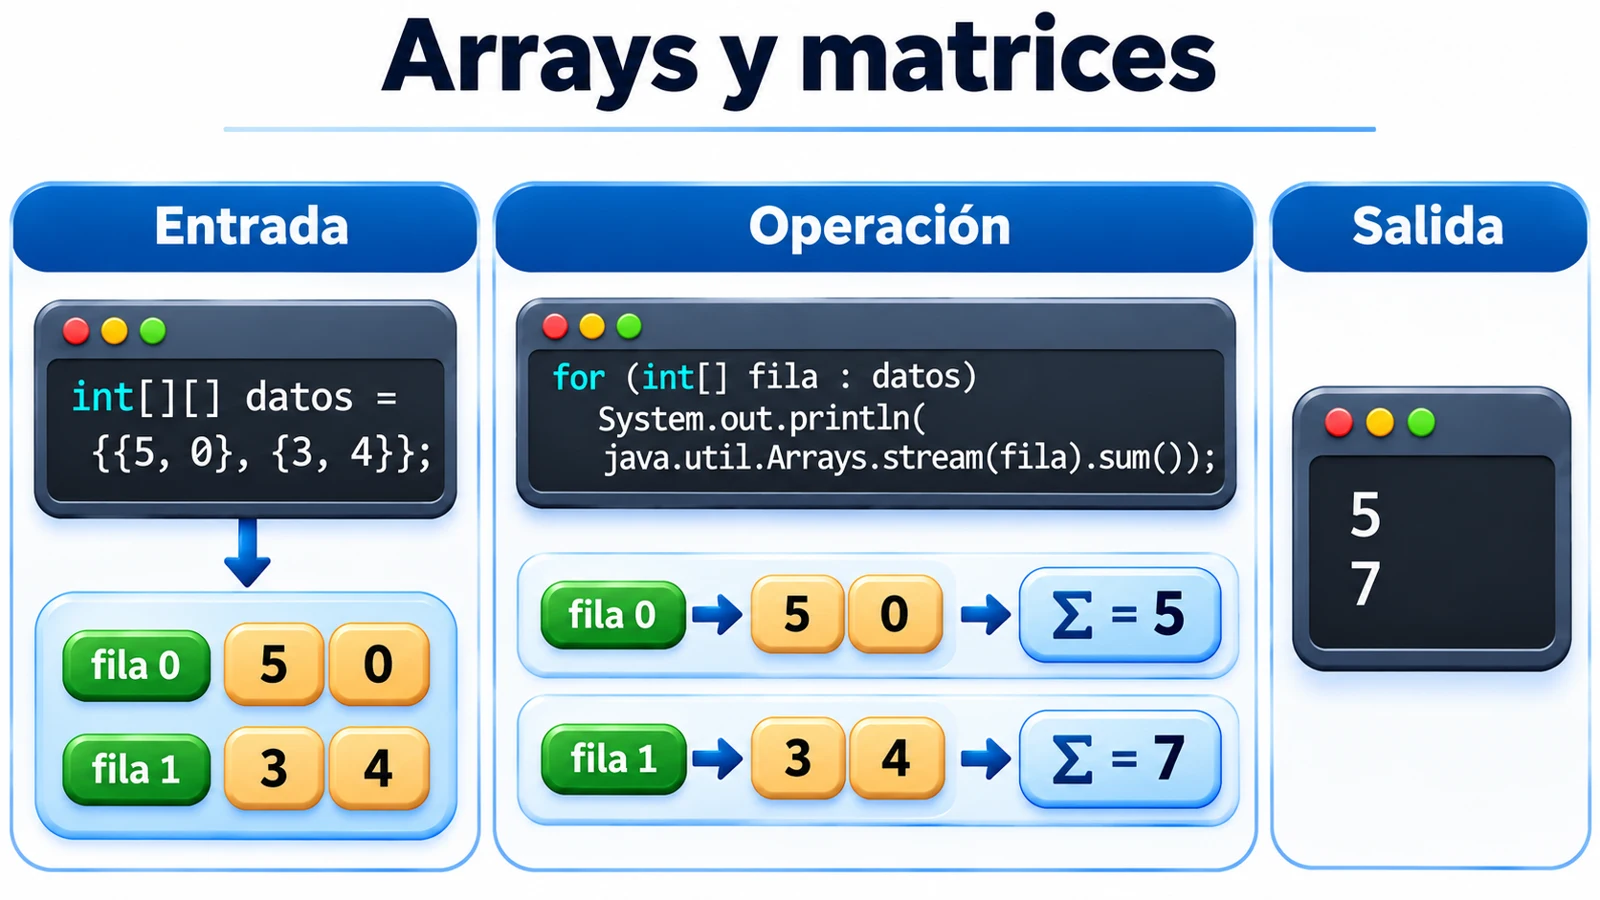 Arrays y matrices
Entrada
int[][] datos =
{{5, 0}, {3, 4}};
fila 0 5 0
fila 1 3 4
Operación
for (int[] fila : datos)
System.out.println(
java.util.Arrays.stream(fila).sum());
fila 0 5 0 Σ = 5
fila 1 3 4 Σ = 7
Salida
5
7